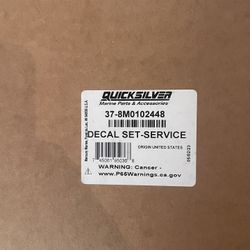 QUICKSILVER
Marine Parts & Accessories
37-8M0102448
DECAL SET-SERVICE
ORIGIN UNITED STATES
WARNING: Cancer -
www.P65Warnings.ca.gov